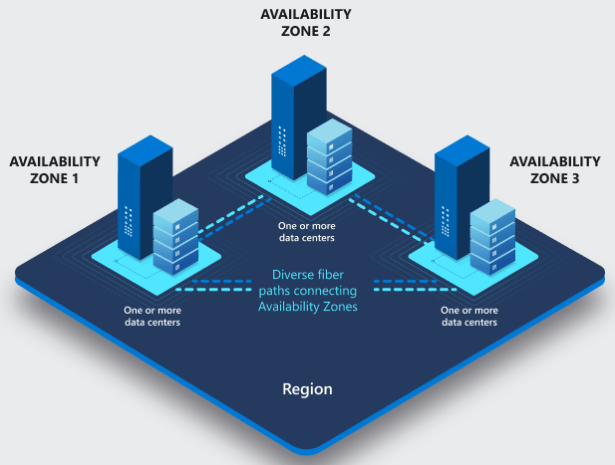 AVAILABILITY
ZONE 2
AVAILABILITY
ZONE 1
AVAILABILITY
ZONE 3
One or more
data centers
Diverse fiber
paths connecting
Availability Zones
One or more
data centers
One or more
data centers
Region